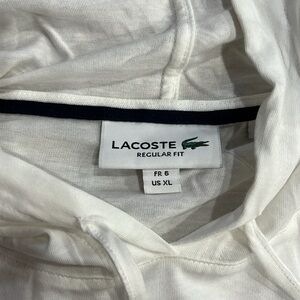 LACOSTE
REGULAR FIT
FR 6
US XL